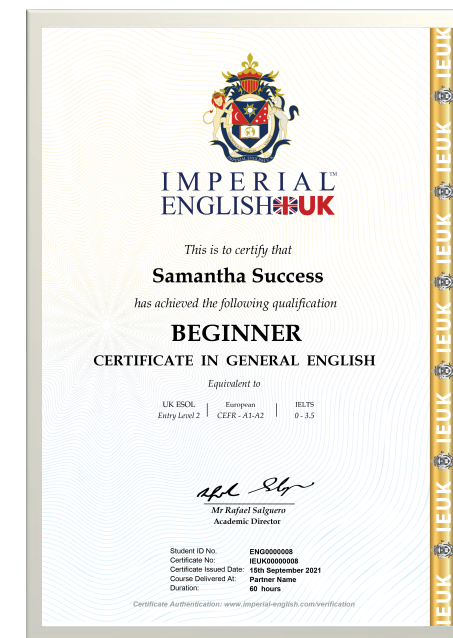 IMPERIAL™
ENGLISH UK
This is to certify that
Samantha Success
has achieved the following qualification
BEGINNER
CERTIFICATE IN GENERAL ENGLISH
Equivalent to
UK ESOL European IELTS
Entry Level 2 CEFR - A1-A2 0 - 3.5
Mr Rafael Salguero
Academic Director
Student ID No. ENG0000008
Certificate No: IEUK00000008
Certificate Issued Date: 15th September 2021
Course Delivered At: Partner Name
Duration: 60 hours
Certificate Authentication: www.imperial-english.com/verification
IEUK IEUK IEUK IEUK IEUK IEUK